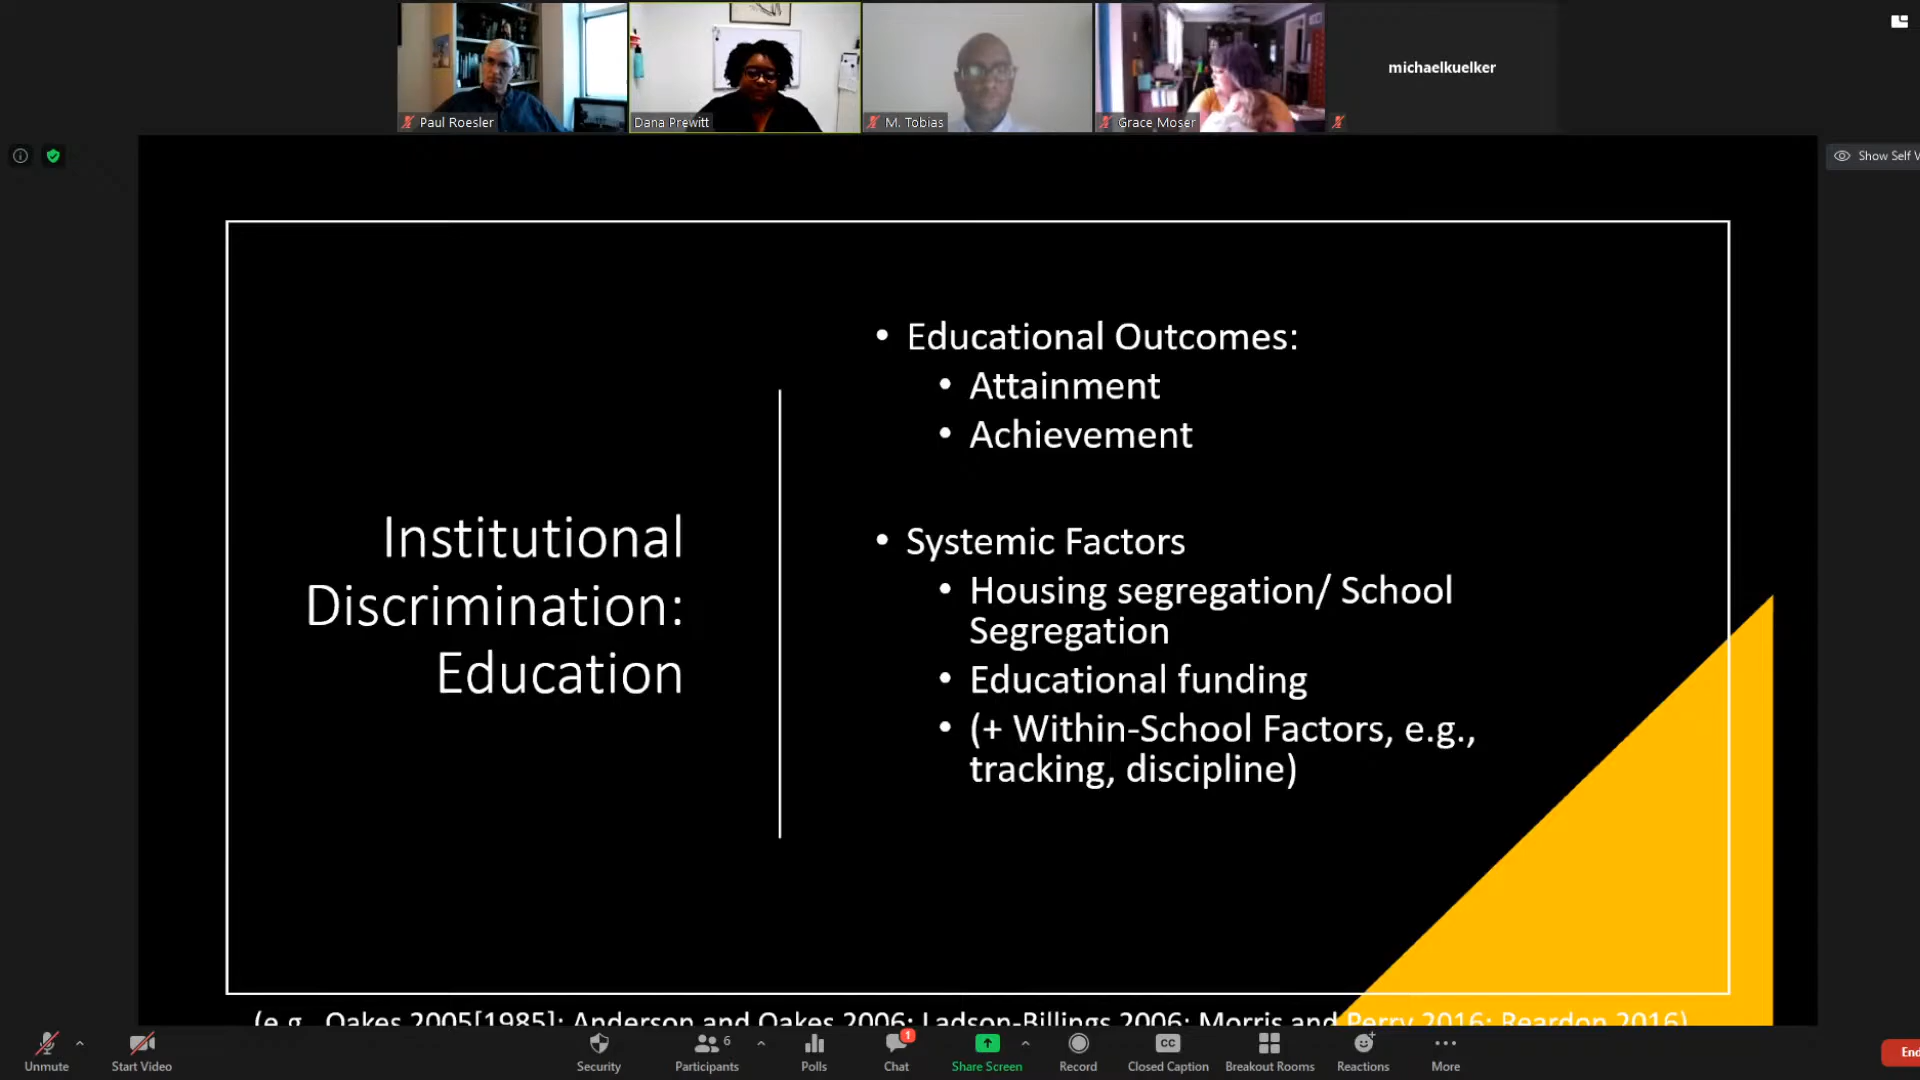 Paul Roesler
Dana Prewitt
M. Tobias
Grace Moser
michaelkuelker
Show Self V
• Educational Outcomes:
• Attainment
• Achievement
Institutional
Discrimination:
Education
• Systemic Factors
• Housing segregation/ School
Segregation
• Educational funding
• (+ Within-School Factors, e.g.,
tracking, discipline)
(e.g., Oakes 2005[1985]; Anderson and Oakes 2006; Ladson-Billings 2006; Morris and Perry 2016; Reardon 2016)
Unmute
Start Video
Security
6
Participants
Polls
1
Chat
Share Screen
Record
CC
Closed Caption
Breakout Rooms
Reactions
More
End